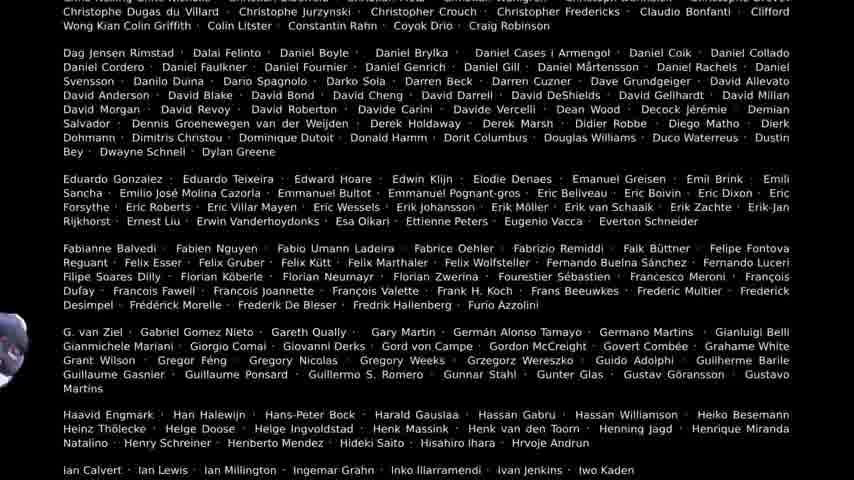 Christophe Dugas du Villard · Christophe Jurzynski · Christopher Crouch · Christopher Fredericks · Claudio Bonfanti · Clifford
Wong Kian Colin Griffith · Colin Litster · Constantin Rahn · Coyok Drio · Craig Robinson
Dag Jensen Rimstad · Dalai Felinto · Daniel Boyle · Daniel Brylka · Daniel Cases i Armengol · Daniel Coik · Daniel Collado
Daniel Cordero · Daniel Faulkner · Daniel Fournier · Daniel Genrich · Daniel Gill · Daniel Mårtensson · Daniel Rachels · Daniel
Svensson · Danilo Duina · Dario Spagnolo · Darko Sola · Darren Beck · Darren Cuzner · Dave Grundgeiger · David Allevato
David Anderson · David Blake · David Bond · David Cheng · David Darrell · David DeShields · David Gellhardt · David Millan
David Morgan · David Revoy · David Roberton · Davide Carini · Davide Vercelli · Dean Wood · Decock Jérémie · Demian
Salvador · Dennis Groenewegen van der Weijden · Derek Holdaway · Derek Marsh · Didier Robbe · Diego Matho · Dierk
Dohmann · Dimitris Christou · Dominique Dutoit · Donald Hamm · Dorit Columbus · Douglas Williams · Duco Waterreus · Dustin
Bey · Dwayne Schnell · Dylan Greene
Eduardo Gonzalez · Eduardo Teixeira · Edward Hoare · Edwin Klijn · Elodie Denaes · Emanuel Greisen · Emil Brink · Emili
Sancha · Emilio José Molina Cazorla · Emmanuel Bultot · Emmanuel Pognant-gros · Eric Beliveau · Eric Boivin · Eric Dixon · Eric
Forsythe · Eric Roberts · Eric Villar Mayen · Eric Wessels · Erik Johansson · Erik Möller · Erik van Schaaik · Erik Zachte · Erik-Jan
Rijkhorst · Ernest Liu · Erwin Vanderhoydonks · Esa Oikari · Ettienne Peters · Eugenio Vacca · Everton Schneider
Fabianne Balvedi · Fabien Nguyen · Fabio Umann Ladeira · Fabrice Oehler · Fabrizio Remiddi · Falk Büttner · Felipe Fontova
Reguant · Felix Esser · Felix Gruber · Felix Kütt · Felix Marthaler · Felix Wolfsteller · Fernando Buelna Sánchez · Fernando Luceri
Filipe Soares Dilly · Florian Köberle · Florian Neumayr · Florian Zwerina · Fourestier Sébastien · Francesco Meroni · François
Dufay · Francois Fawell · Francois Joannette · François Valette · Frank H. Koch · Frans Beeuwkes · Frederic Multier · Frederick
Desimpel · Frédérick Morelle · Frederik De Bleser · Fredrik Hallenberg · Furio Azzolini
G. van Ziel · Gabriel Gomez Nieto · Gareth Qually · Gary Martin · Germán Alonso Tamayo · Germano Martins · Gianluigi Belli
Gianmichele Mariani · Giorgio Comai · Giovanni Derks · Gord von Campe · Gordon McCreight · Govert Combée · Grahame White
Grant Wilson · Gregor Féng · Gregory Nicolas · Gregory Weeks · Grzegorz Wereszko · Guido Adolphi · Guilherme Barile
Guillaume Gasnier · Guillaume Ponsard · Guillermo S. Romero · Gunnar Stahl · Gunter Glas · Gustav Göransson · Gustavo
Martins
Haavid Engmark · Han Halewijn · Hans-Peter Bock · Harald Gauslaa · Hassan Gabru · Hassan Williamson · Heiko Besemann
Heinz Thölecke · Helge Doose · Helge Ingvoldstad · Henk Massink · Henk van den Toorn · Henning Jagd · Henrique Miranda
Natalino · Henry Schreiner · Heriberto Mendez · Hideki Saito · Hisahiro Ihara · Hrvoje Andrun
Ian Calvert · Ian Lewis · Ian Millington · Ingemar Grahn · Inko Illarramendi · Ivan Jenkins · Iwo Kaden